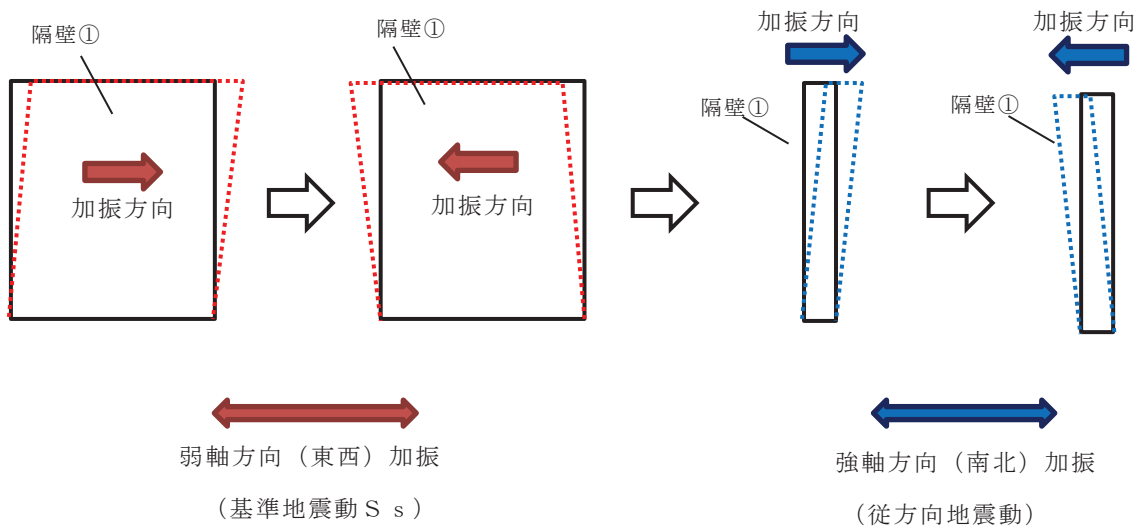 隔壁①
加振方向
隔壁①
加振方向
加振方向
隔壁①
加振方向
隔壁①
弱軸方向（東西）加振
（基準地震動Ｓｓ）
強軸方向（南北）加振
（従方向地震動）